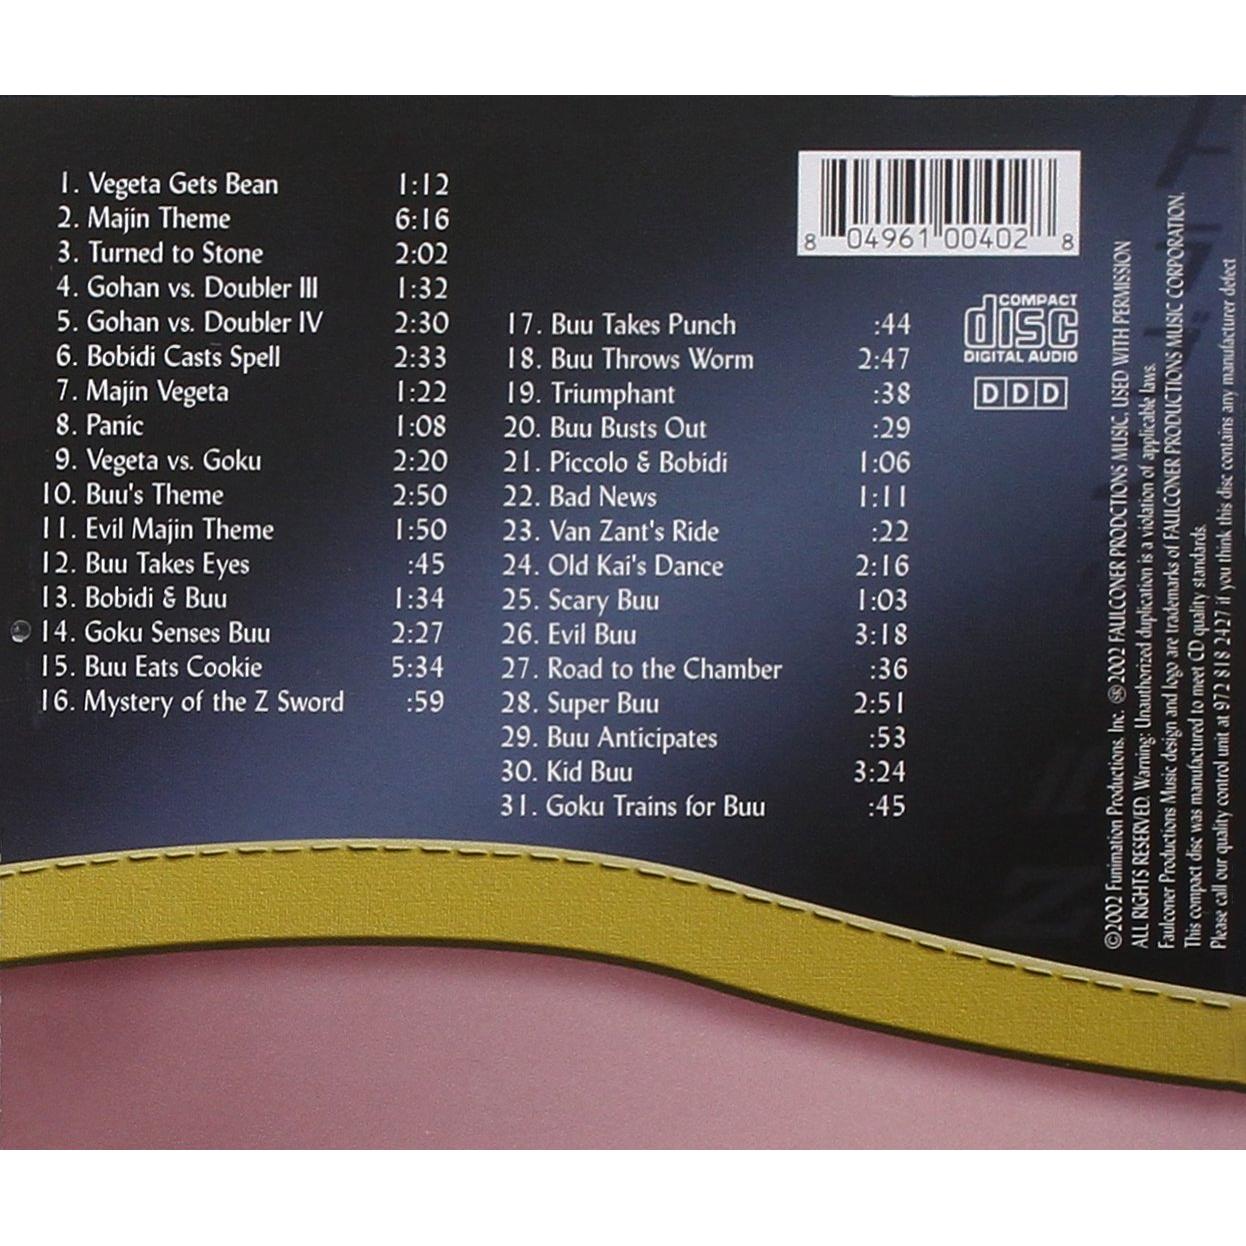 1. Vegeta Gets Bean 1:12
2. Majin Theme 6:16
3. Turned to Stone 2:02
4. Gohan vs. Doubler III 1:32
5. Gohan vs. Doubler IV 2:30
6. Bobidi Casts Spell 2:33
7. Majin Vegeta 1:22
8. Panic 1:08
9. Vegeta vs. Goku 2:20
10. Buu's Theme 2:50
11. Evil Majin Theme 1:50
12. Buu Takes Eyes :45
13. Bobidi & Buu 1:34
14. Goku Senses Buu 2:27
15. Buu Eats Cookie 5:34
16. Mystery of the Z Sword :59
17. Buu Takes Punch :44
18. Buu Throws Worm 2:47
19. Triumphant :38
20. Buu Busts Out :29
21. Piccolo & Bobidi 1:06
22. Bad News 1:11
23. Van Zant's Ride :22
24. Old Kai's Dance 2:16
25. Scary Buu 1:03
26. Evil Buu 3:18
27. Road to the Chamber :36
28. Super Buu 2:51
29. Buu Anticipates :53
30. Kid Buu 3:24
31. Goku Trains for Buu :45
8 04961 00402 8
COMPACT
disc
DIGITAL AUDIO
DDD
©2002 Funimation Productions, Inc. ℗2002 FAULCONER PRODCTIONS MUSIC. USED WITH PERMISSION
ALL RIGHTS RESERVED. Warning: Unauthorized duplication is a violation of applicable laws.
Faulconer Productions Music design and logo are trademarks of FAULCONER PRODUCTIONS MUSIC CORPORATION.
This compact disc was manufactured to meet CD quality standards.
Please call our quality control unit at 972 818 2427 if you think this disc contains any manufacturer defect